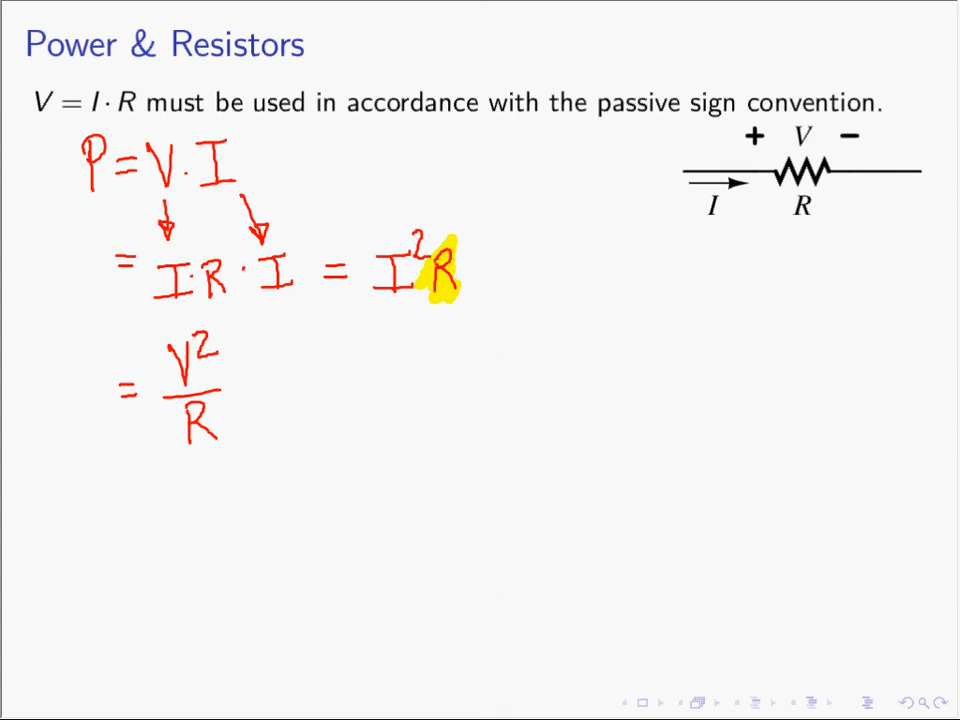 Power & Resistors
V = I · R must be used in accordance with the passive sign convention.
+ V −
I R
P = V · I
= I · R · I = I²R
= V²/R